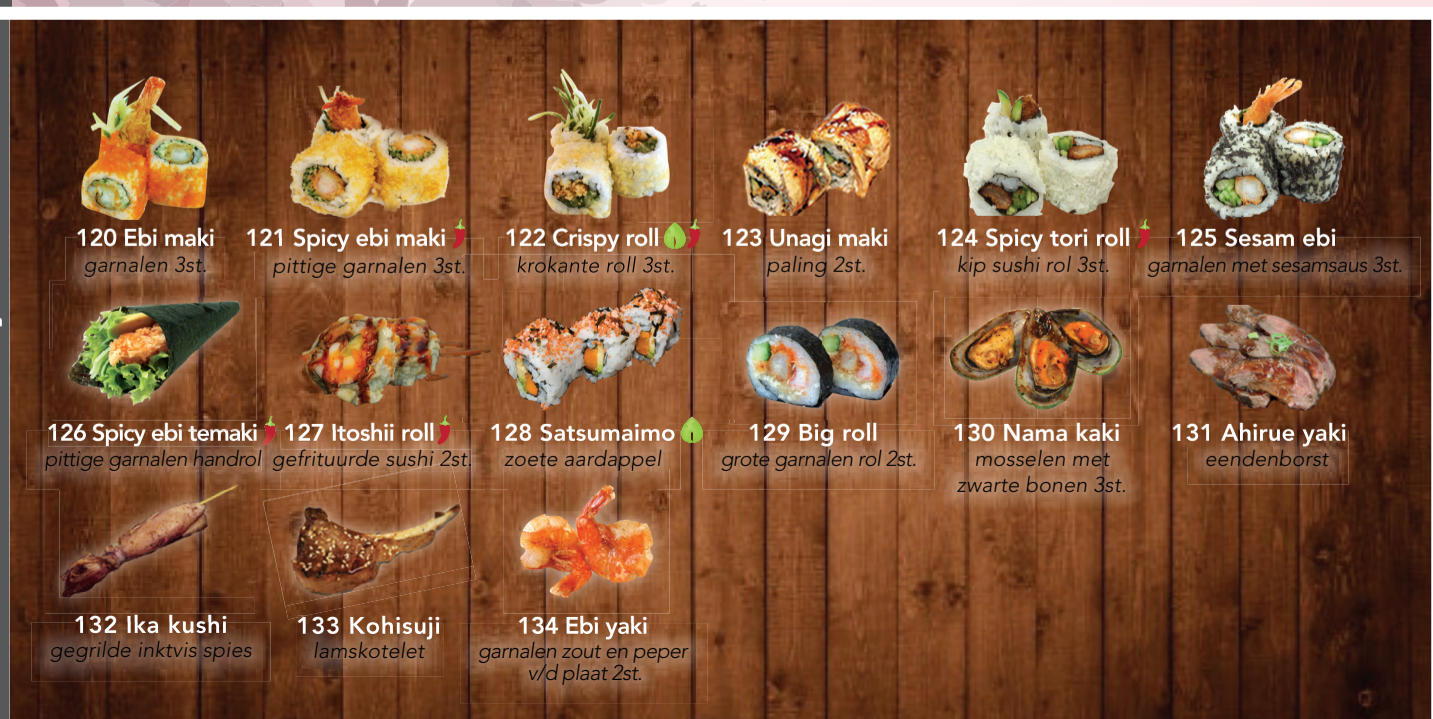 120 Ebi maki
garnalen 3st.
121 Spicy ebi maki
pittige garnalen 3st.
122 Crispy roll
krokante roll 3st.
123 Unagi maki
paling 2st.
124 Spicy tori roll
kip sushi rol 3st.
125 Sesam ebi
garnalen met sesamsaus 3st.
126 Spicy ebi temaki
pittige garnalen handrol
127 Itoshii roll
gefrituurde sushi 2st.
128 Satsumaimo
zoete aardappel
129 Big roll
grote garnalen rol 2st.
130 Nama kaki
mosselen met
zwarte bonen 3st.
131 Ahirue yaki
eendenborst
132 Ika kushi
gegrilde inktvis spies
133 Kohisuji
lamskotelet
134 Ebi yaki
garnalen zout en peper
v/d plaat 2st.